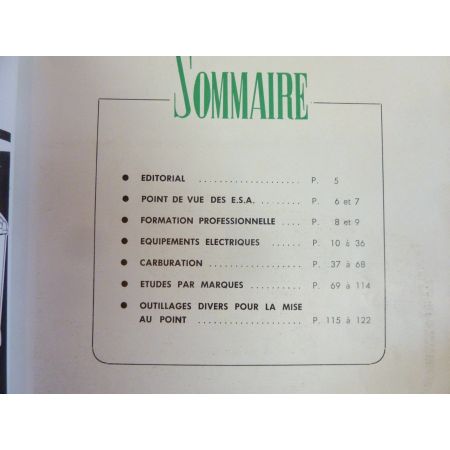 SOMMAIRE
● EDITORIAL .................... P. 5
● POINT DE VUE DES E.S.A. ........ P. 6 et 7
● FORMATION PROFESSIONNELLE .... P. 8 et 9
● EQUIPEMENTS ELECTRIQUES ...... P. 10 à 36
● CARBURATION .................. P. 37 à 68
● ETUDES PAR MARQUES ........... P. 69 à 114
● OUTILLAGES DIVERS POUR LA MISE
AU POINT .................... P. 115 à 122